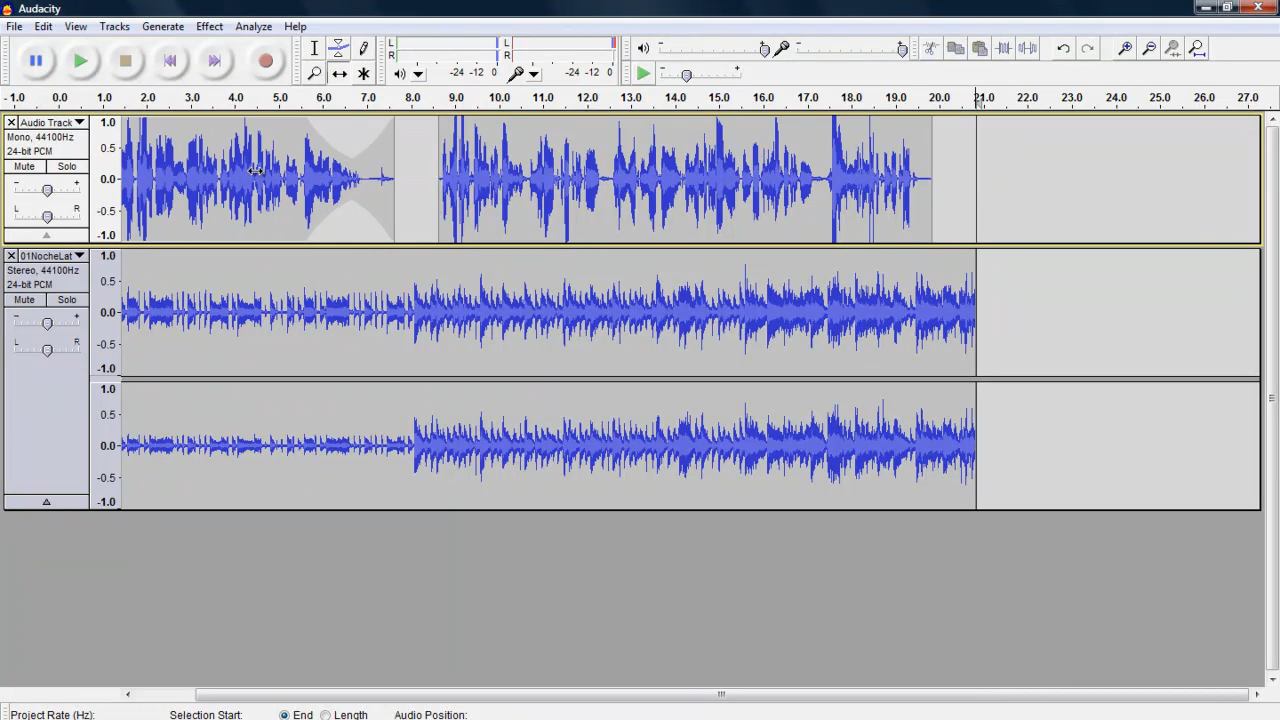 Audacity
File Edit View Tracks Generate Effect Analyze Help
L
R
-24 -12 0
L
R
-24 -12 0
- 1.0 0.0 1.0 2.0 3.0 4.0 5.0 6.0 7.0 8.0 9.0 10.0 11.0 12.0 13.0 14.0 15.0 16.0 17.0 18.0 19.0 20.0 21.0 22.0 23.0 24.0 25.0 26.0 27.0
Audio Track
Mono, 44100Hz
24-bit PCM
Mute Solo
- +
L R
1.0
0.5
0.0
-0.5
-1.0
01NocheLat
Stereo, 44100Hz
24-bit PCM
Mute Solo
- +
L R
1.0
0.5
0.0
-0.5
-1.0
1.0
0.5
0.0
-0.5
-1.0
Project Rate (Hz): Selection Start: End Length Audio Position: